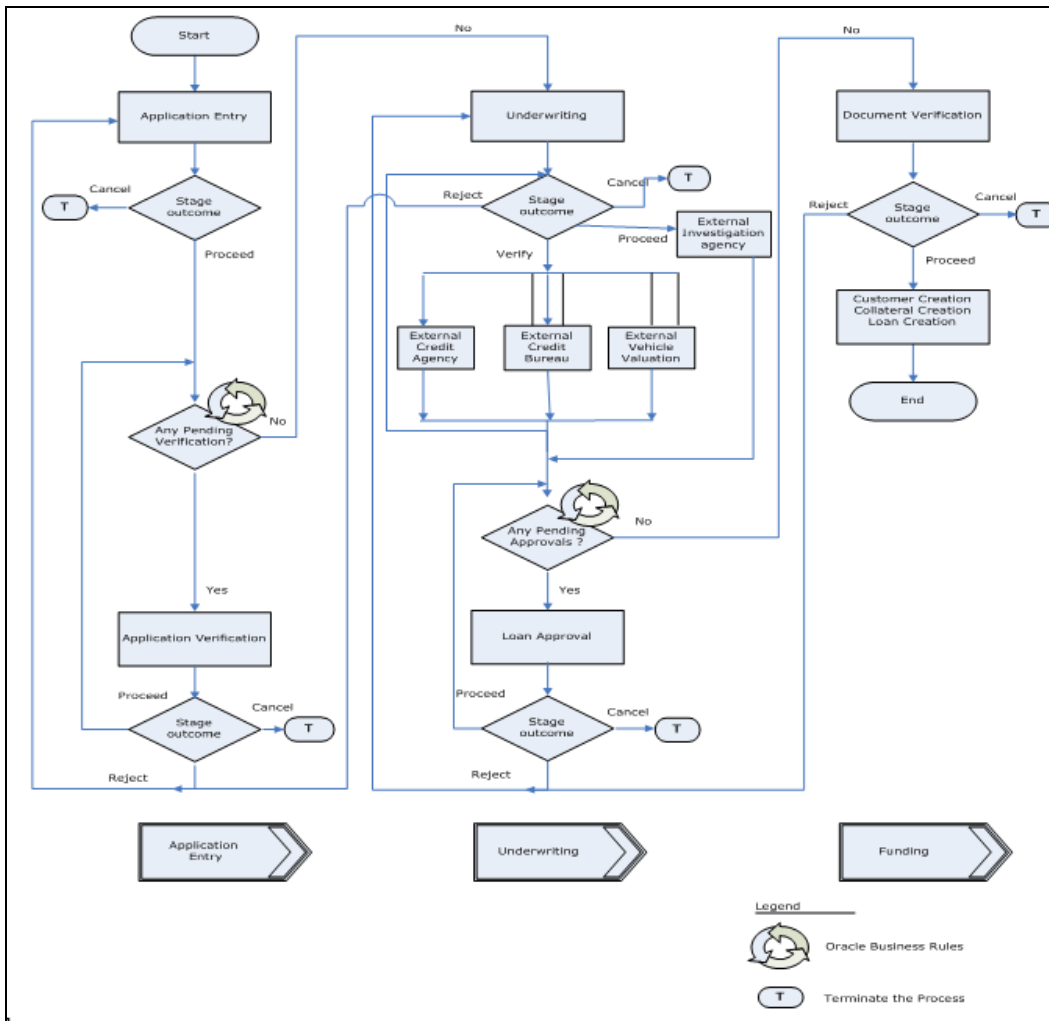 Start
Application Entry
Cancel
T
Stage
outcome
Proceed
Any Pending
Verification?
No
Yes
Application Verification
Proceed
Stage
outcome
Cancel
T
Reject
No
Underwriting
Reject
Stage
outcome
Cancel
T
Proceed
External
Investigation
agency
Verify
External
Credit
Agency
External
Credit
Bureau
External
Vehicle
Valuation
Any Pending
Approvals ?
No
Yes
Loan Approval
Proceed
Stage
outcome
Cancel
T
Reject
No
Document Verification
Reject
Stage
outcome
Cancel
T
Proceed
Customer Creation
Collateral Creation
Loan Creation
End
Application
Entry
Underwriting
Funding
Legend
Oracle Business Rules
T
Terminate the Process